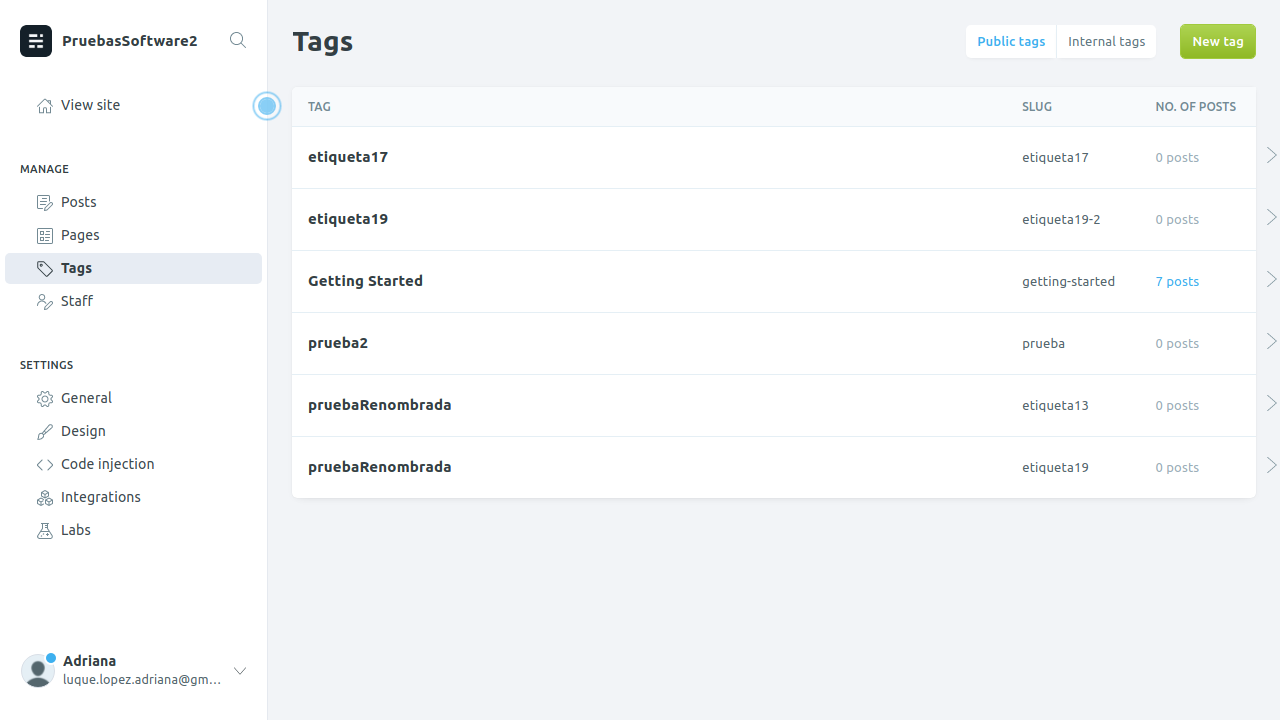 PruebasSoftware2
View site
MANAGE
Posts
Pages
Tags
Staff
SETTINGS
General
Design
Code injection
Integrations
Labs
Adriana
luque.lopez.adriana@gm...
Tags
Public tags Internal tags New tag
TAG SLUG NO. OF POSTS
etiqueta17 etiqueta17 0 posts
etiqueta19 etiqueta19-2 0 posts
Getting Started getting-started 7 posts
prueba2 prueba 0 posts
pruebaRenombrada etiqueta13 0 posts
pruebaRenombrada etiqueta19 0 posts